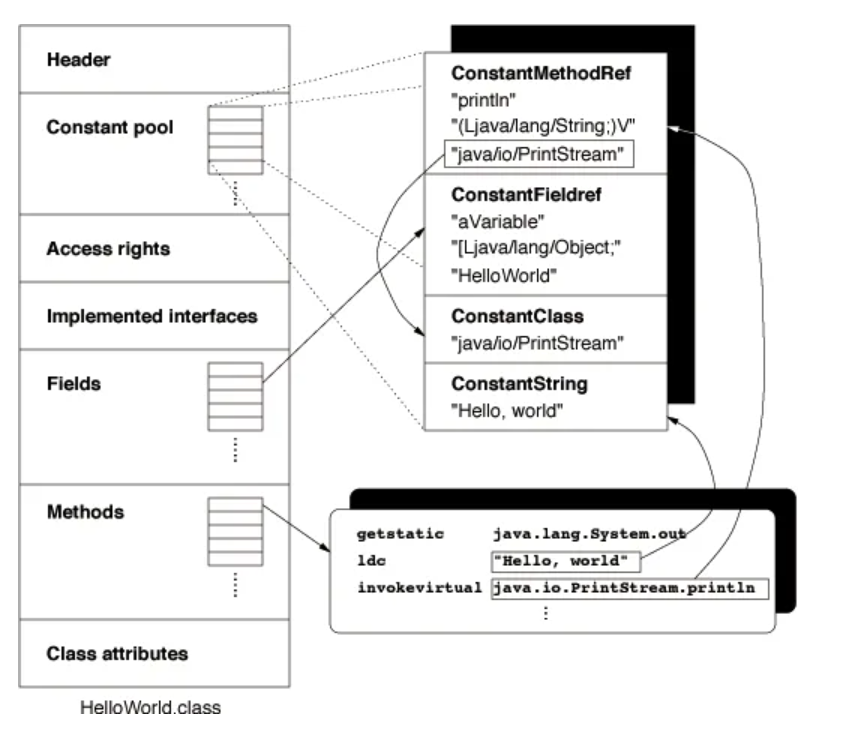 Header
Constant pool
Access rights
Implemented interfaces
Fields
Methods
Class attributes
HelloWorld.class
ConstantMethodRef
"println"
"(Ljava/lang/String;)V"
"java/io/PrintStream"
ConstantFieldref
"aVariable"
"[Ljava/lang/Object;"
"HelloWorld"
ConstantClass
"java/io/PrintStream"
ConstantString
"Hello, world"
getstatic java.lang.System.out
ldc "Hello, world"
invokevirtual java.io.PrintStream.println